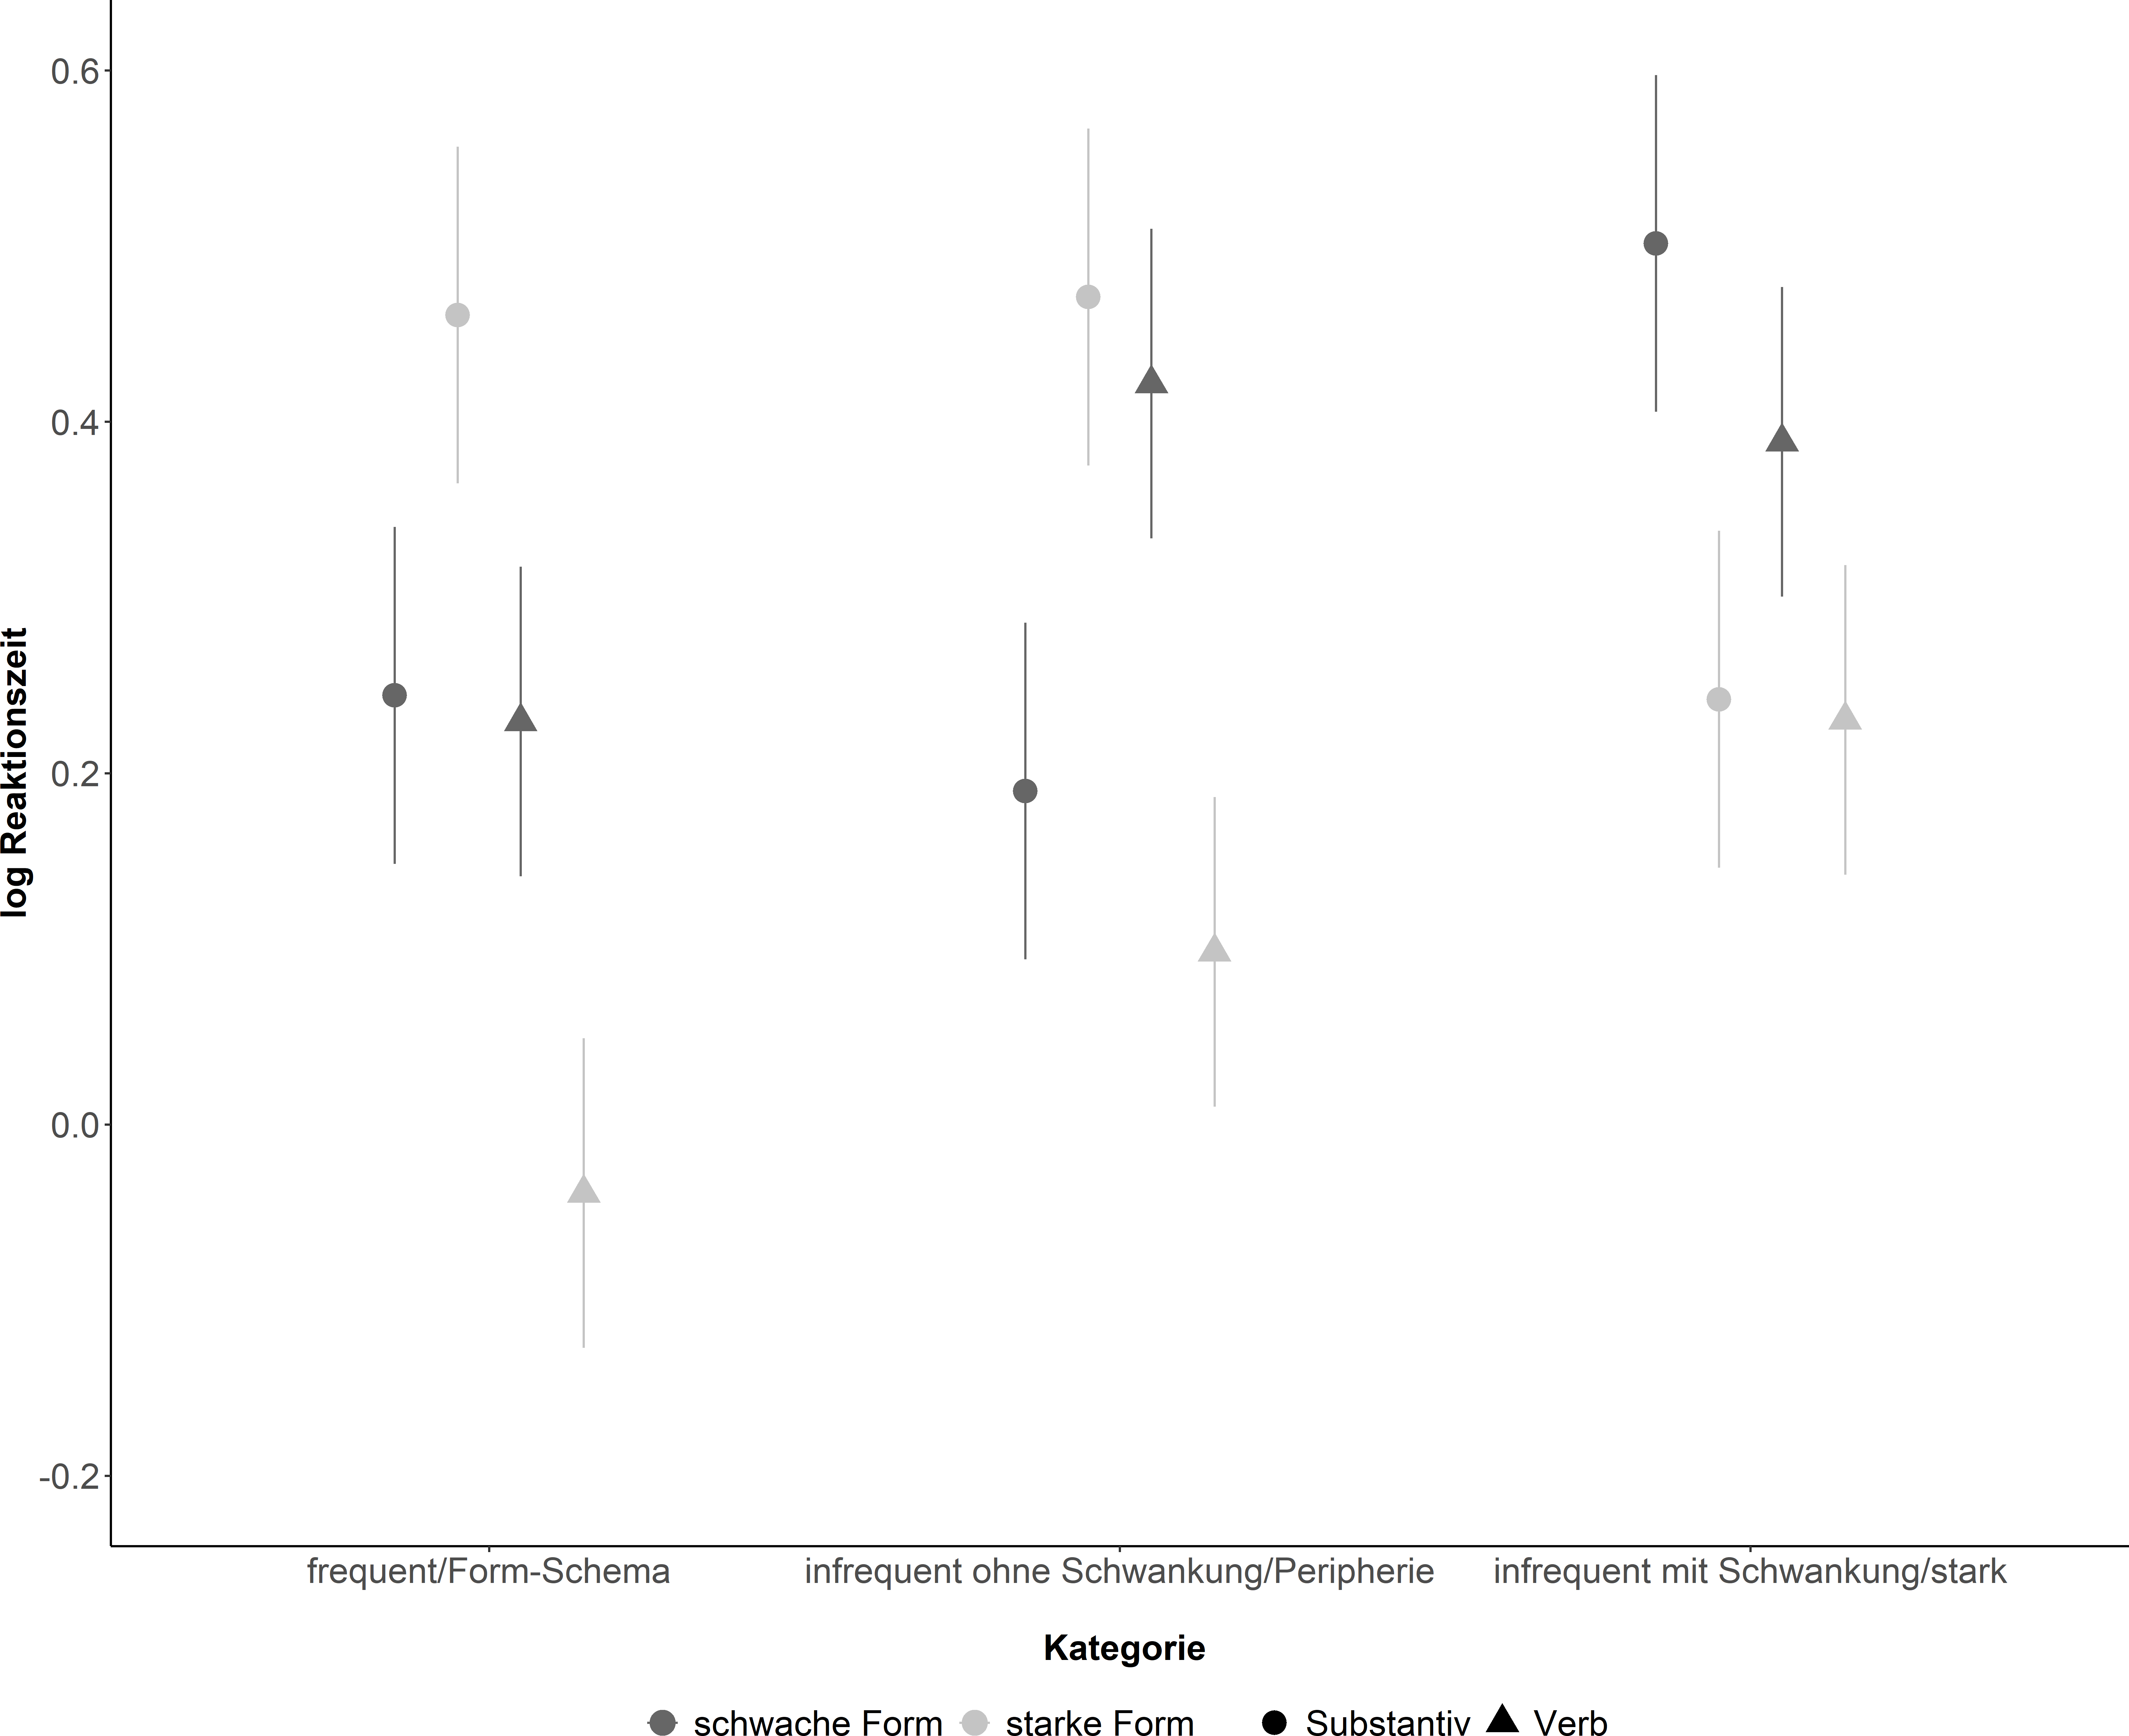 0.6
0.4
0.2
0.0
-0.2
log Reaktionszeit
frequent/Form-Schema infrequent ohne Schwankung/Peripherie infrequent mit Schwankung/stark
Kategorie
schwache Form starke Form Substantiv Verb